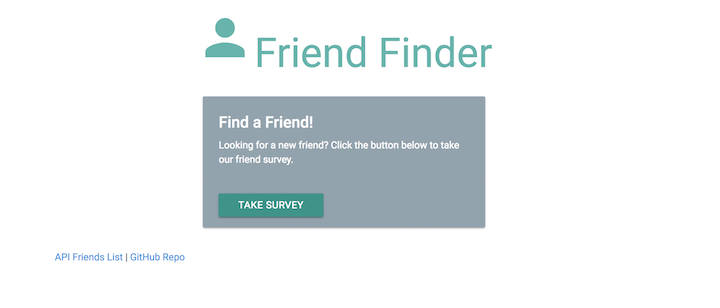 Friend Finder
Find a Friend!
Looking for a new friend? Click the button below to take
our friend survey.
TAKE SURVEY
API Friends List | GitHub Repo